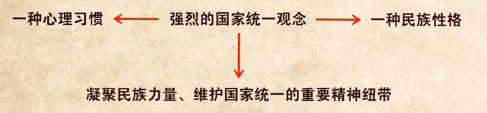 一种心理习惯 强烈的国家统一观念 一种民族性格
凝聚民族力量、维护国家统一的重要精神纽带